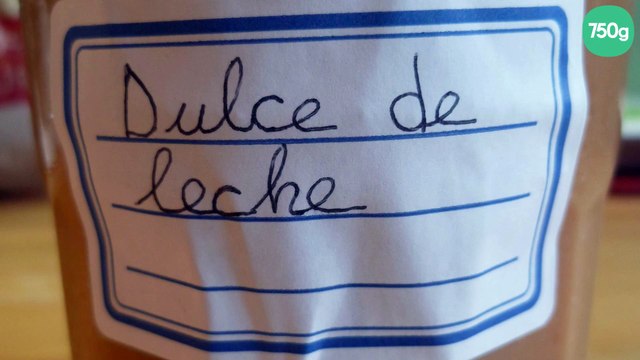 750g
Dulce de
leche